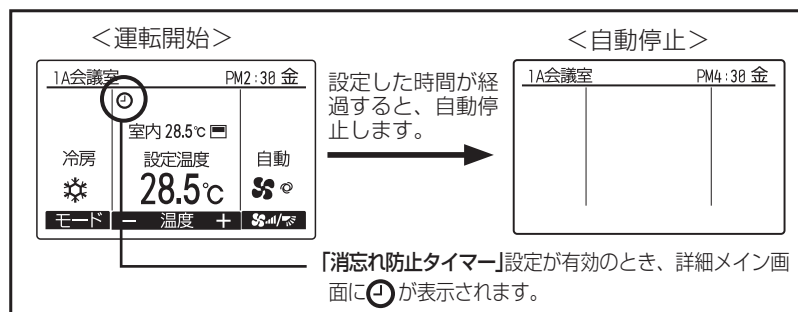 ＜運転開始＞
1A会議室 PM2:30 金
室内 28.5℃
冷房 設定温度 自動
28.5℃
モード － 温度 ＋
設定した時間が経
過すると、自動停
止します。
＜自動停止＞
1A会議室 PM4:30 金
「消忘れ防止タイマー」設定が有効のとき、詳細メイン画
面に が表示されます。